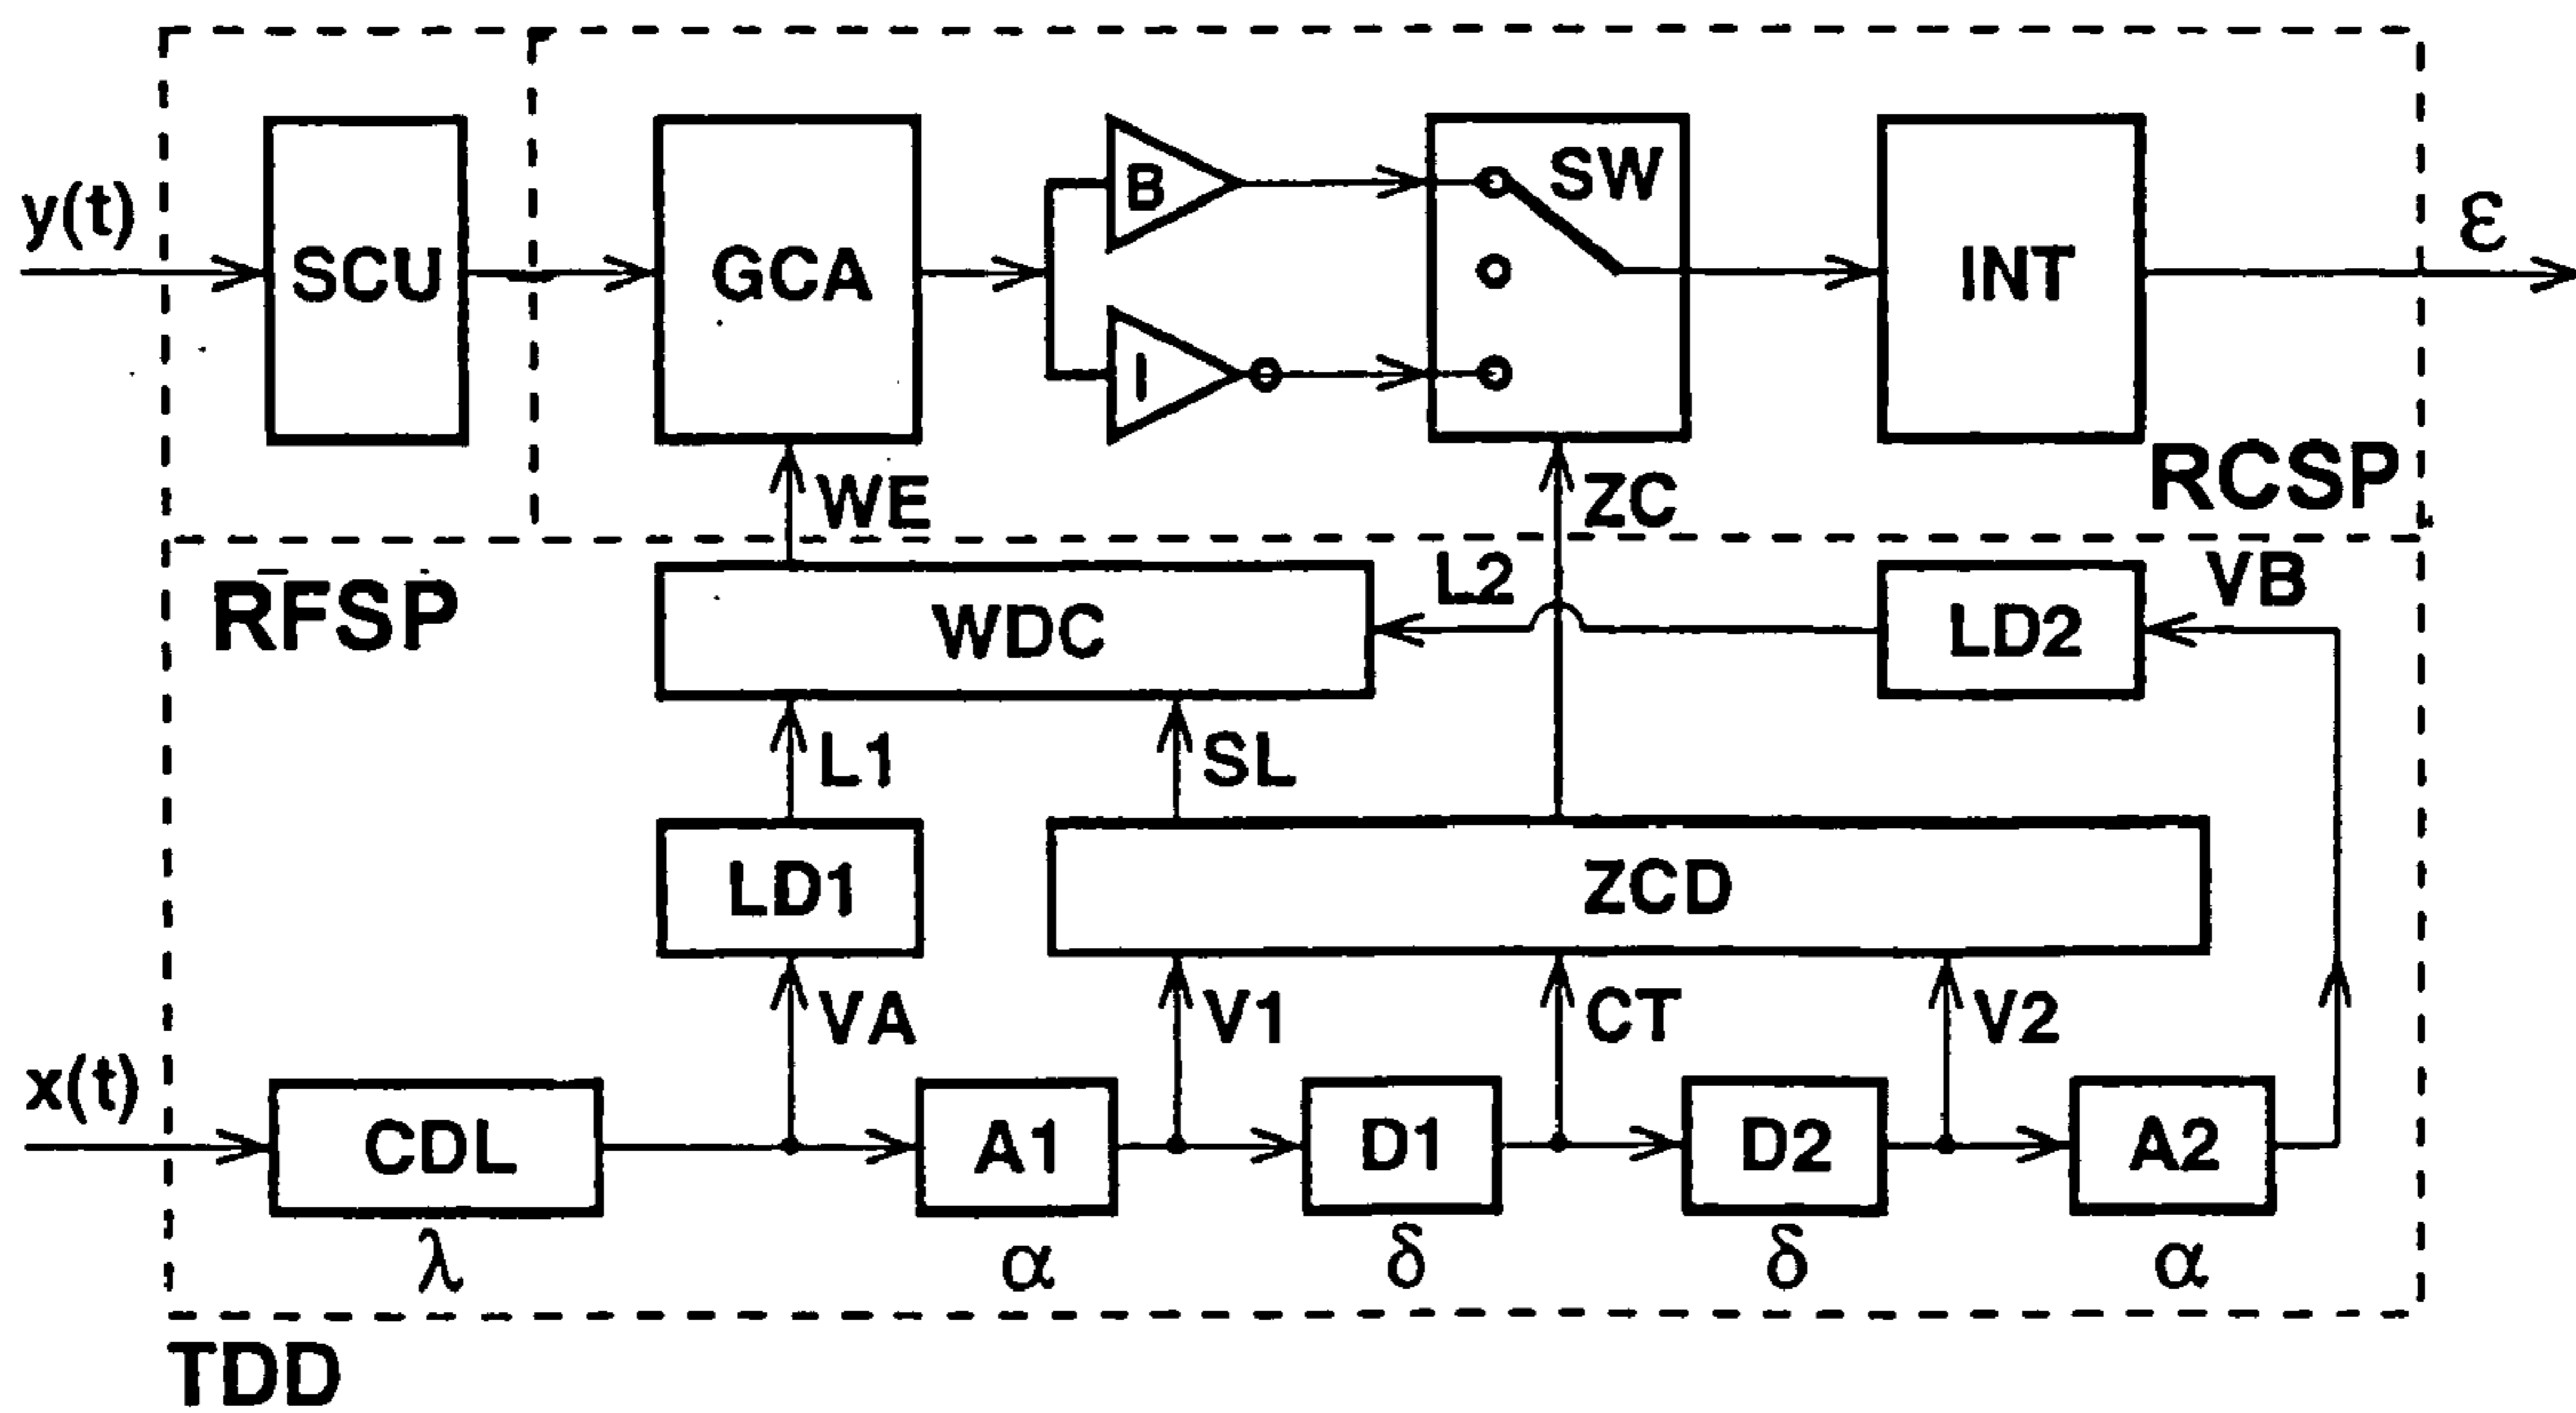 y(t)
SCU
GCA
B
I
SW
INT
ε
RCSP
WE
ZC
RFSP
WDC
L2
LD2
VB
L1
SL
LD1
ZCD
VA
V1
CT
V2
x(t)
CDL
A1
D1
D2
A2
λ
α
δ
δ
α
TDD